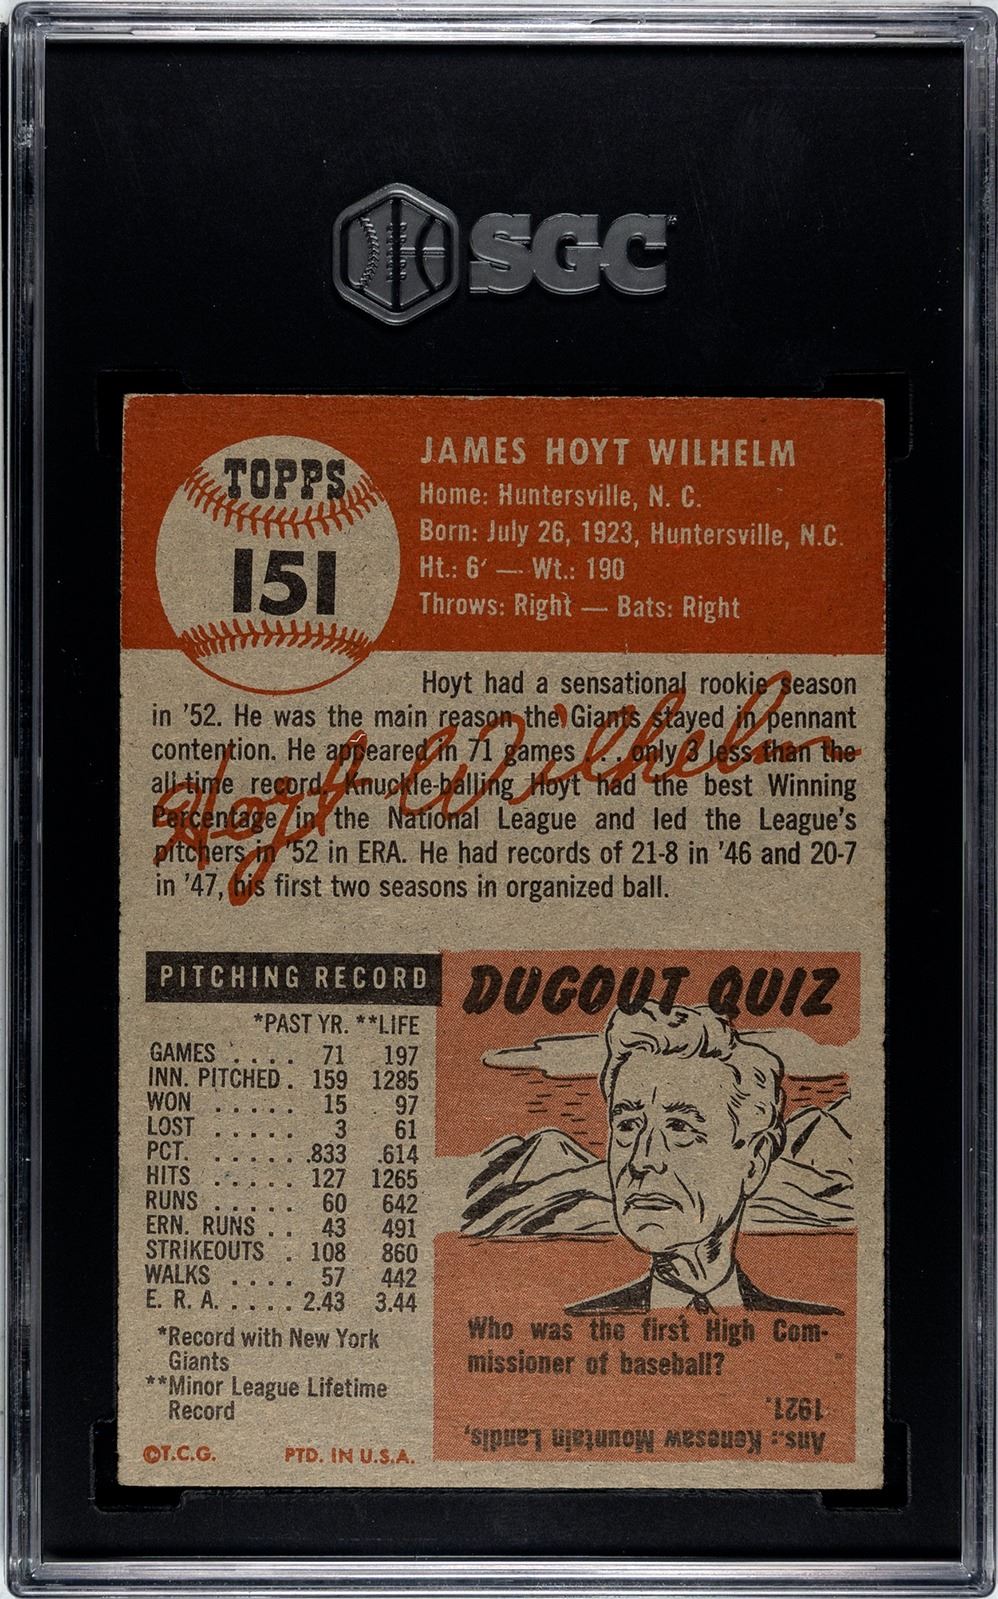 SGC
TOPPS
151
JAMES HOYT WILHELM
Home: Huntersville, N. C.
Born: July 26, 1923, Huntersville, N.C.
Ht.: 6′ — Wt.: 190
Throws: Right — Bats: Right
Hoyt had a sensational rookie season
in '52. He was the main reason the Giants stayed in pennant
contention. He appeared in 71 games . . . only 3 less than the
all-time record. Knuckle-balling Hoyt had the best Winning
Percentage in the National League and led the League's
pitchers in '52 in ERA. He had records of 21-8 in '46 and 20-7
in '47, his first two seasons in organized ball.
Hoyt Wilhelm
PITCHING RECORD
*PAST YR. **LIFE
GAMES . . . . 71 197
INN. PITCHED . 159 1285
WON . . . . . 15 97
LOST . . . . . 3 61
PCT. . . . . . .833 .614
HITS . . . . . 127 1265
RUNS . . . . . 60 642
ERN. RUNS . . 43 491
STRIKEOUTS . 108 860
WALKS . . . . 57 442
E. R. A. . . . . 2.43 3.44
*Record with New York
Giants
**Minor League Lifetime
Record
©T.C.G. PTD. IN U.S.A.
DUGOUT QUIZ
Who was the first High Com-
missioner of baseball?
Ans.: Kenesaw Mountain Landis,
1921.